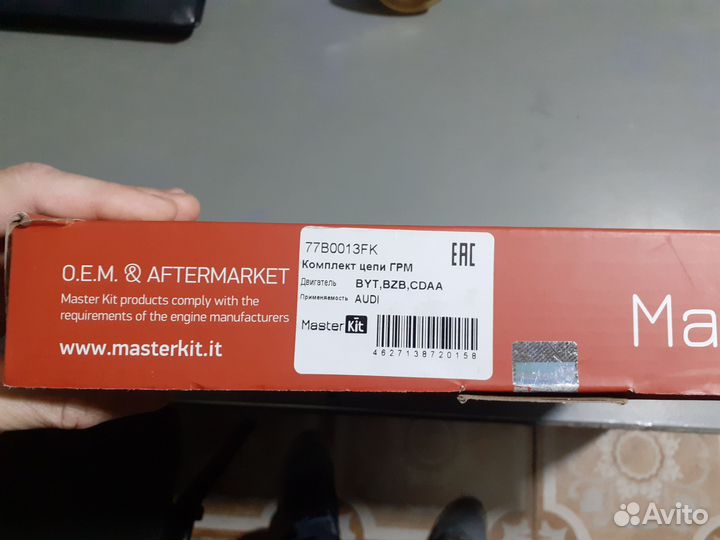 O.E.M. & AFTERMARKET
Master Kit products comply with the
requirements of the engine manufacturers
www.masterkit.it
77B0013FK
EAC
Комплект цепи ГРМ
Двигатель BYT,BZB,CDAA
Применяемость AUDI
Master Kit
4627138720158
Ma
Avito